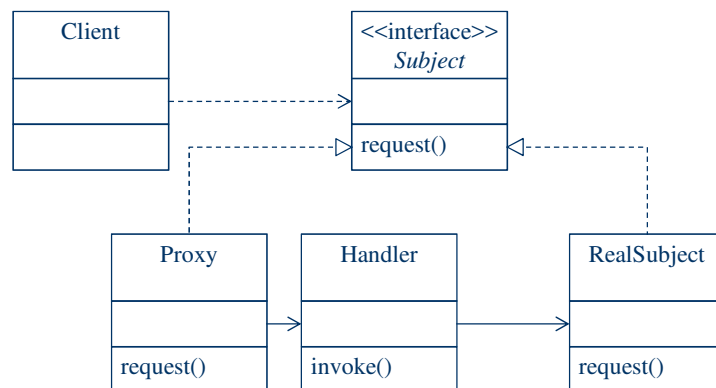 Client
<<interface>>
Subject
request()
Proxy
Handler
RealSubject
request()
invoke()
request()